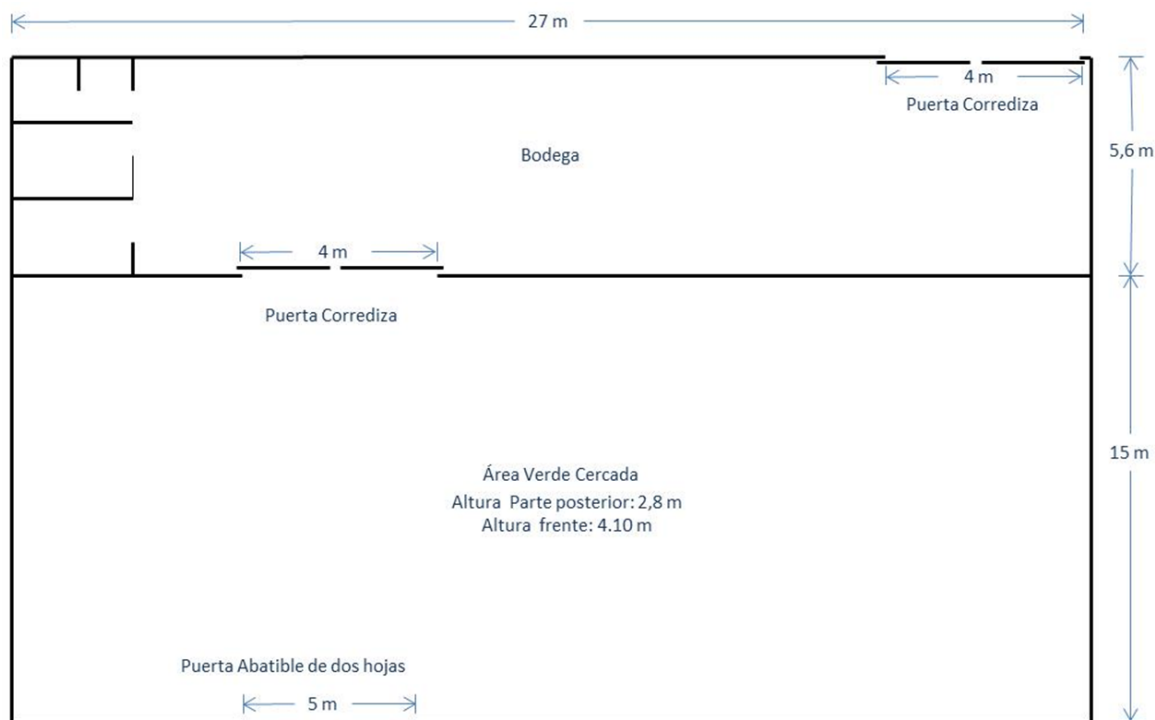 27 m
4 m
Puerta Corrediza
5,6 m
Bodega
4 m
Puerta Corrediza
15 m
Área Verde Cercada
Altura Parte posterior: 2,8 m
Altura frente: 4.10 m
Puerta Abatible de dos hojas
5 m